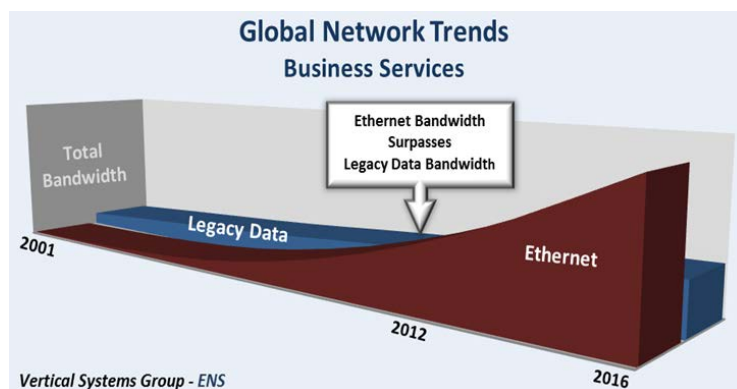 Global Network Trends
Business Services
Ethernet Bandwidth
Surpasses
Legacy Data Bandwidth
Total
Bandwidth
Legacy Data
Ethernet
2001
2012
2016
Vertical Systems Group - ENS